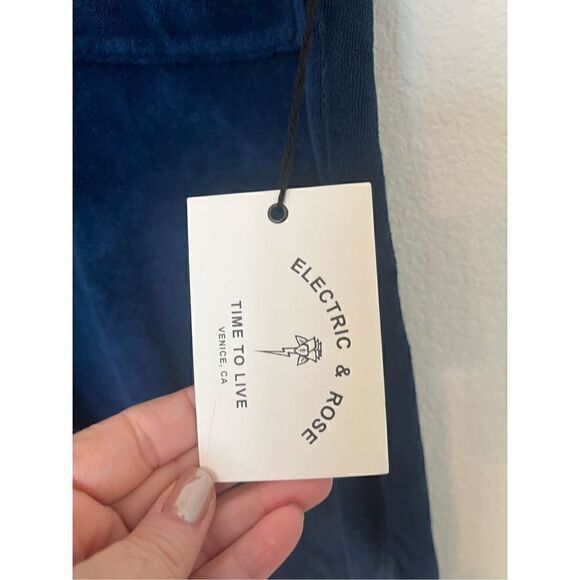 ELECTRIC & ROSE
TIME TO LIVE
VENICE, CA